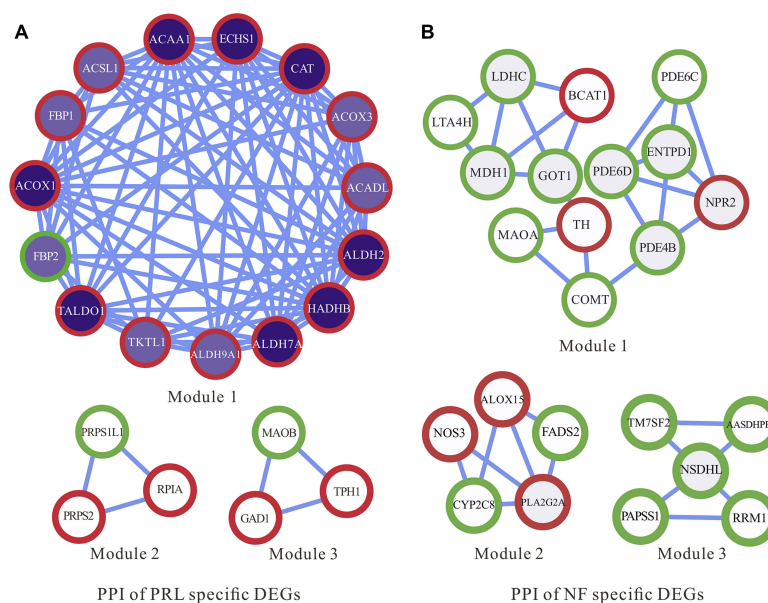 A
ACAA1
ECHS1
ACSL1
CAT
FBP1
ACOX3
ACOX1
ACADL
FBP2
ALDH2
TALDO1
HADHB
TKTL1
ALDH9A1
ALDH7A
Module 1
PRPS1L1
RPIA
PRPS2
Module 2
MAOB
TPH1
GAD1
Module 3
PPI of PRL specific DEGs
B
LDHC
BCAT1
LTA4H
MDH1
GOT1
PDE6C
ENTPD1
PDE6D
NPR2
TH
MAOA
PDE4B
COMT
Module 1
ALOX15
NOS3
FADS2
CYP2C8
PLA2G2A
Module 2
TM7SF2
AASDHPP
NSDHL
PAPSS1
RRM1
Module 3
PPI of NF specific DEGs